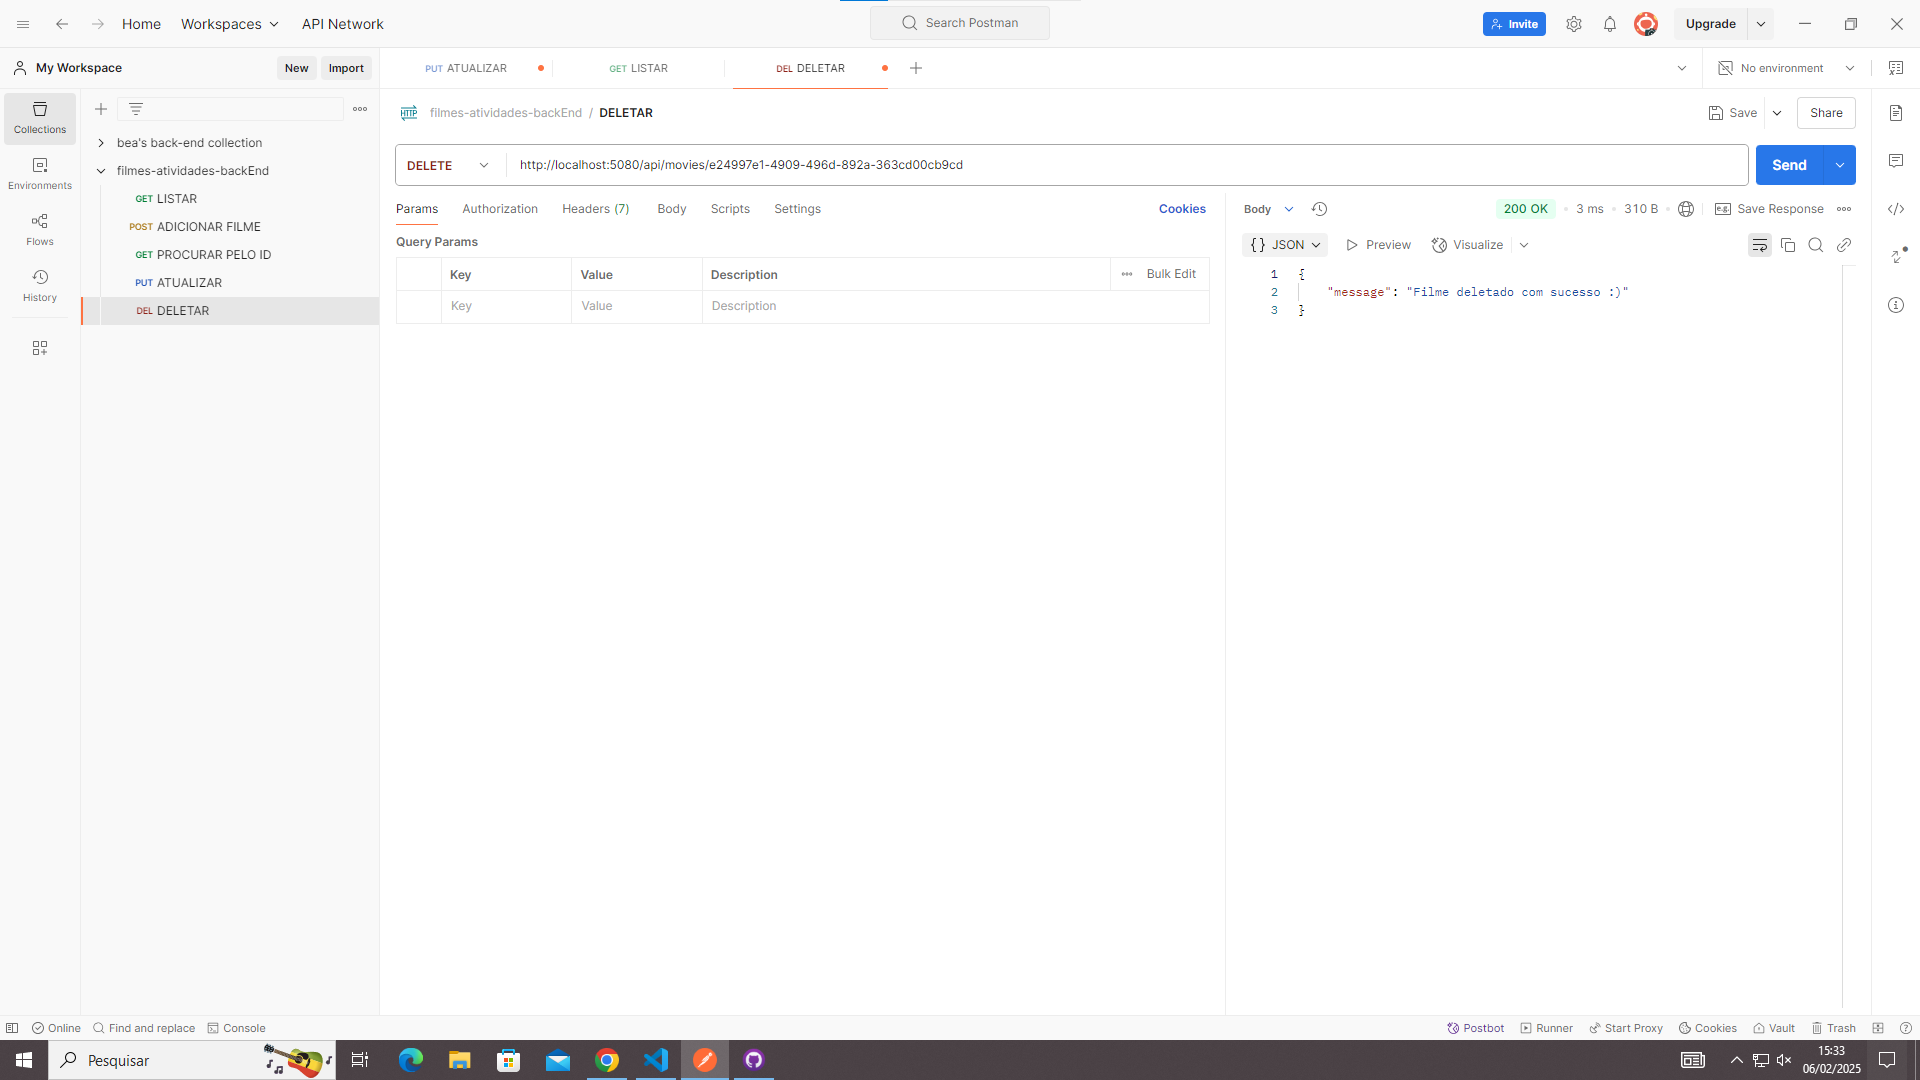 Home Workspaces API Network Search Postman Invite Upgrade
My Workspace New Import PUT ATUALIZAR GET LISTAR DEL DELETAR No environment
Collections
Environments
Flows
History
bea's back-end collection
filmes-atividades-backEnd
GET LISTAR
POST ADICIONAR FILME
GET PROCURAR PELO ID
PUT ATUALIZAR
DEL DELETAR
HTTP filmes-atividades-backEnd / DELETAR Save Share
DELETE http://localhost:5080/api/movies/e24997e1-4909-496d-892a-363cd00cb9cd Send
Params Authorization Headers (7) Body Scripts Settings Cookies
Query Params
Key Value Description Bulk Edit
Key Value Description
Body 200 OK 3 ms 310 B e.g. Save Response
{} JSON Preview Visualize
1 {
2 "message": "Filme deletado com sucesso :)"
3 }
Online Find and replace Console Postbot Runner Start Proxy Cookies Vault Trash
Pesquisar 15:33
06/02/2025